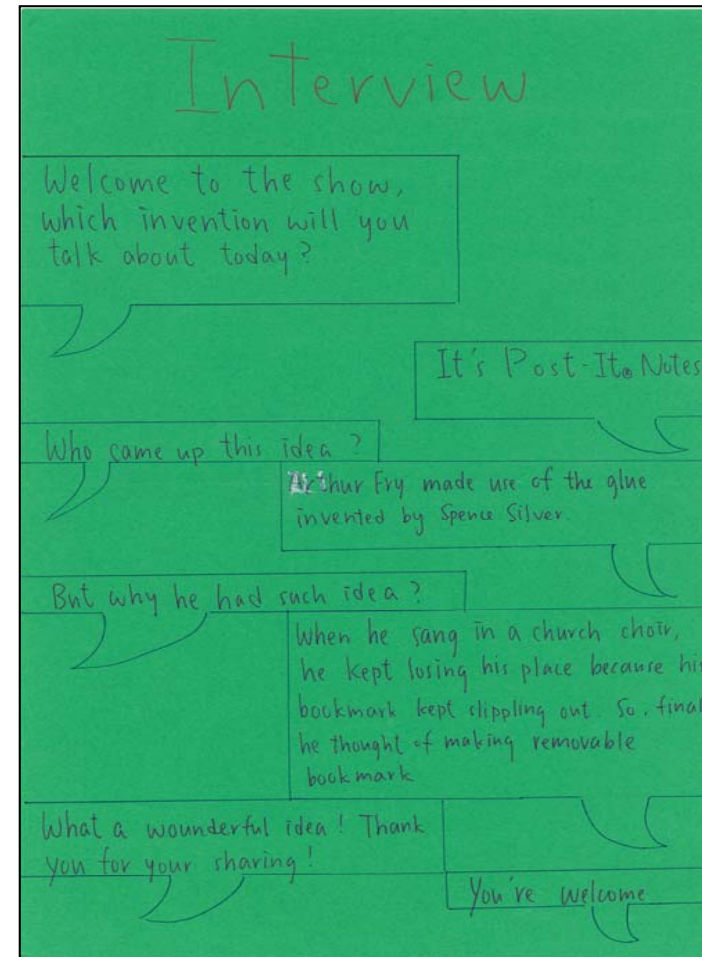 Interview
Welcome to the show,
which invention will you
talk about today?
It's Post-It® Notes
Who came up this idea?
Arthur Fry made use of the glue
invented by Spence Silver.
But why he had such idea?
When he sang in a church choir,
he kept losing his place because his
bookmark kept slippling out. So, final
he thought of making removable
bookmark
What a wounderful idea! Thank
you for your sharing!
You're welcome